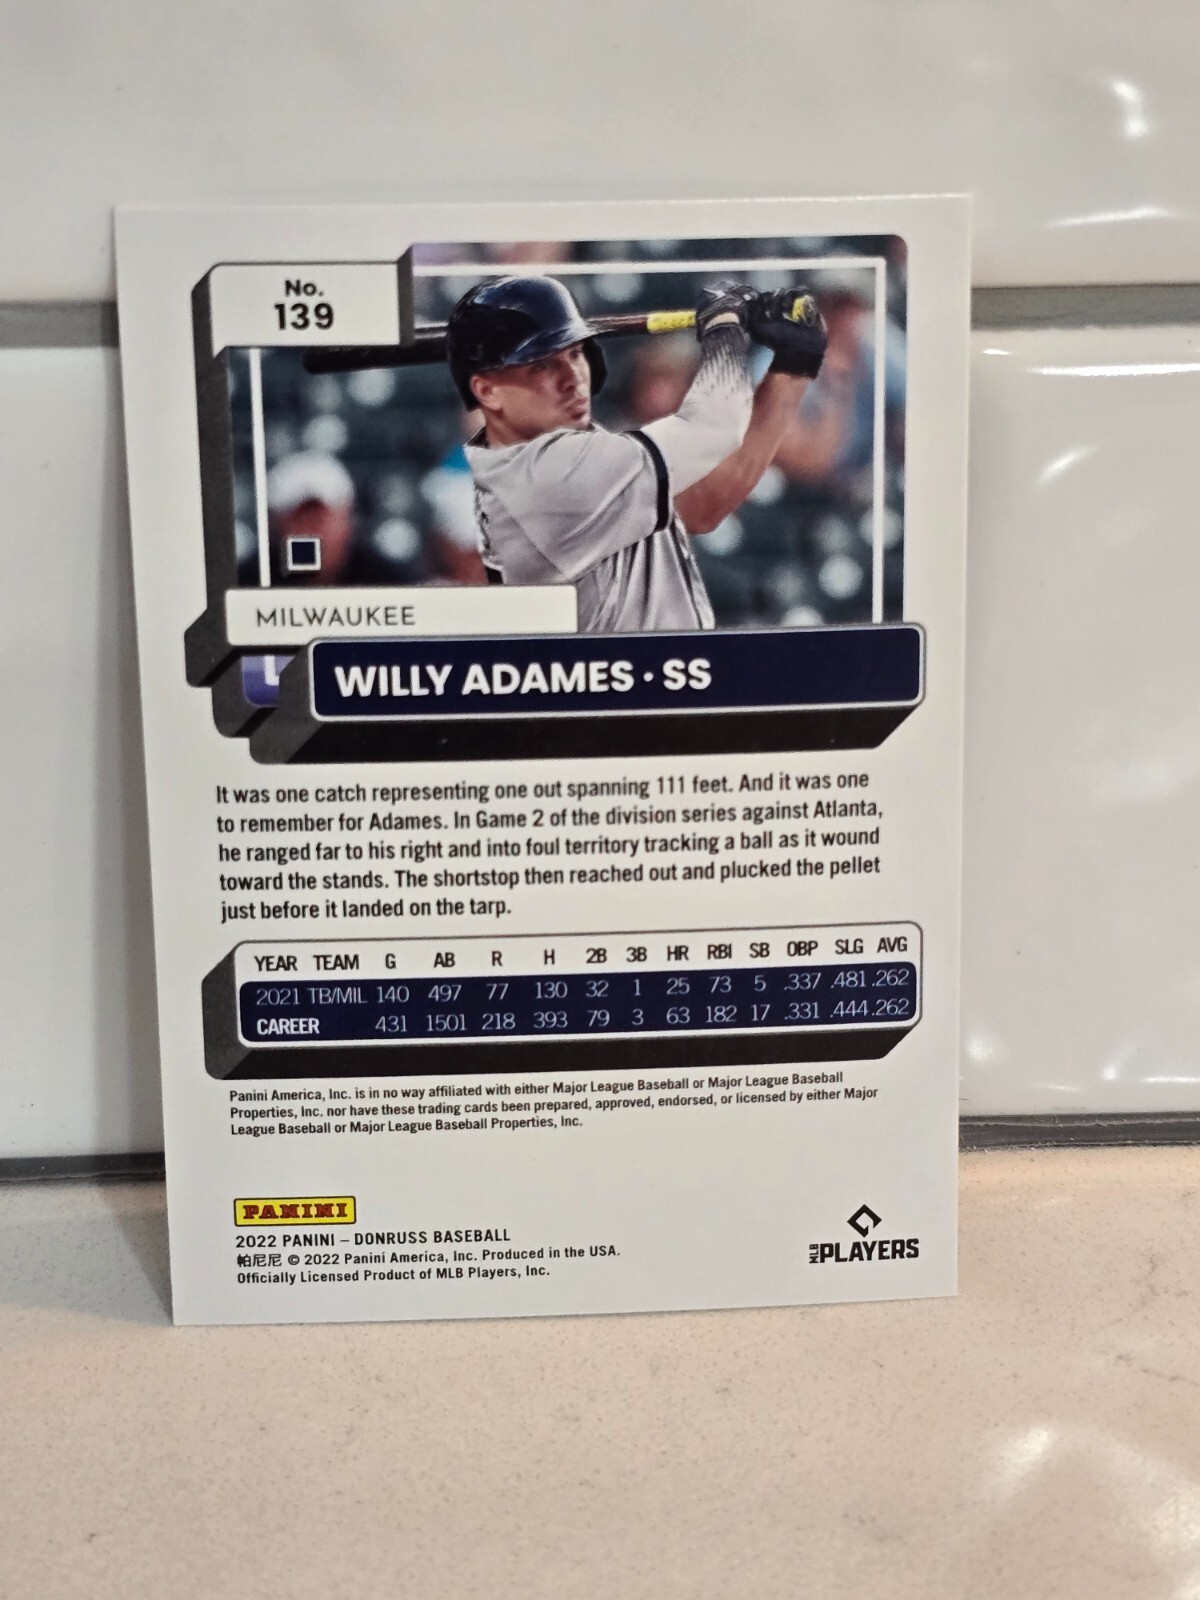 No.
139
MILWAUKEE
WILLY ADAMES · SS
It was one catch representing one out spanning 111 feet. And it was one
to remember for Adames. In Game 2 of the division series against Atlanta,
he ranged far to his right and into foul territory tracking a ball as it wound
toward the stands. The shortstop then reached out and plucked the pellet
just before it landed on the tarp.
YEAR TEAM G AB R H 2B 3B HR RBI SB OBP SLG AVG
2021 TB/MIL 140 497 77 130 32 1 25 73 5 .337 .481 .262
CAREER 431 1501 218 393 79 3 63 182 17 .331 .444 .262
Panini America, Inc. is in no way affiliated with either Major League Baseball or Major League Baseball
Properties, Inc. nor have these trading cards been prepared, approved, endorsed, or licensed by either Major
League Baseball or Major League Baseball Properties, Inc.
PANINI
2022 PANINI – DONRUSS BASEBALL
帕尼尼 © 2022 Panini America, Inc. Produced in the USA.
Officially Licensed Product of MLB Players, Inc.
MLB PLAYERS